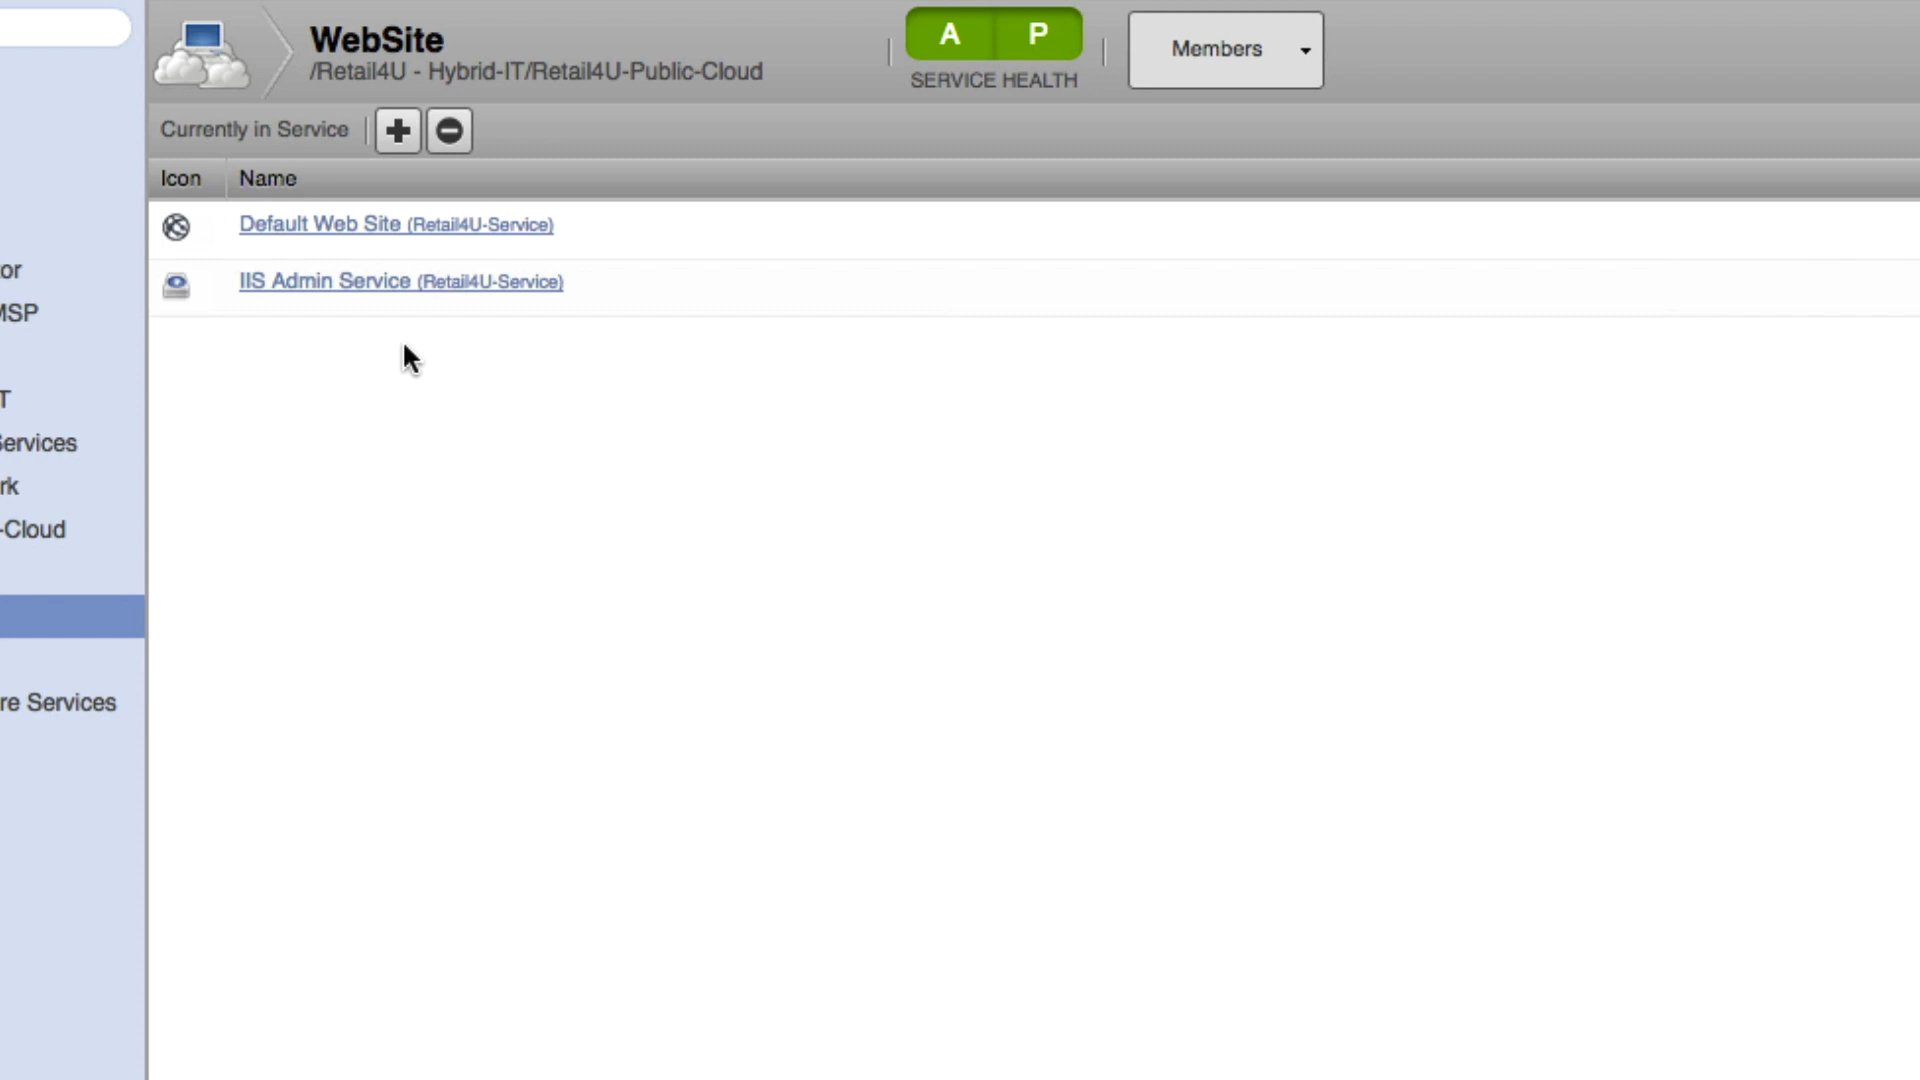 WebSite
/Retail4U - Hybrid-IT/Retail4U-Public-Cloud
A P
SERVICE HEALTH
Members
Currently in Service
Icon Name
Default Web Site (Retail4U-Service)
IIS Admin Service (Retail4U-Service)
or
MSP
T
Services
rk
-Cloud
re Services